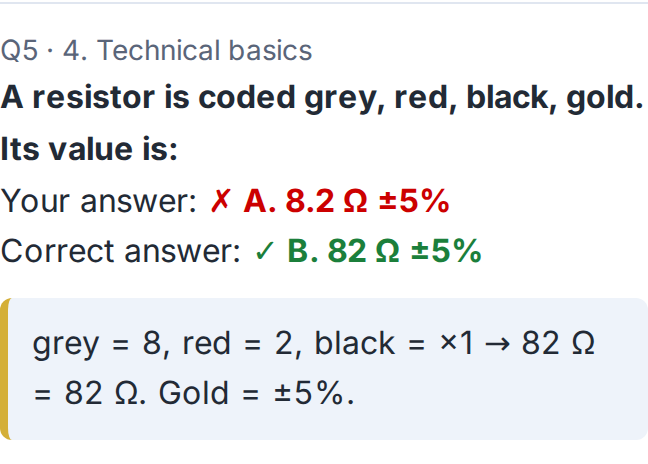 Q5 · 4. Technical basics
A resistor is coded grey, red, black, gold.
Its value is:
Your answer: ✗ A. 8.2 Ω ±5%
Correct answer: ✓ B. 82 Ω ±5%
grey = 8, red = 2, black = ×1 → 82 Ω
= 82 Ω. Gold = ±5%.